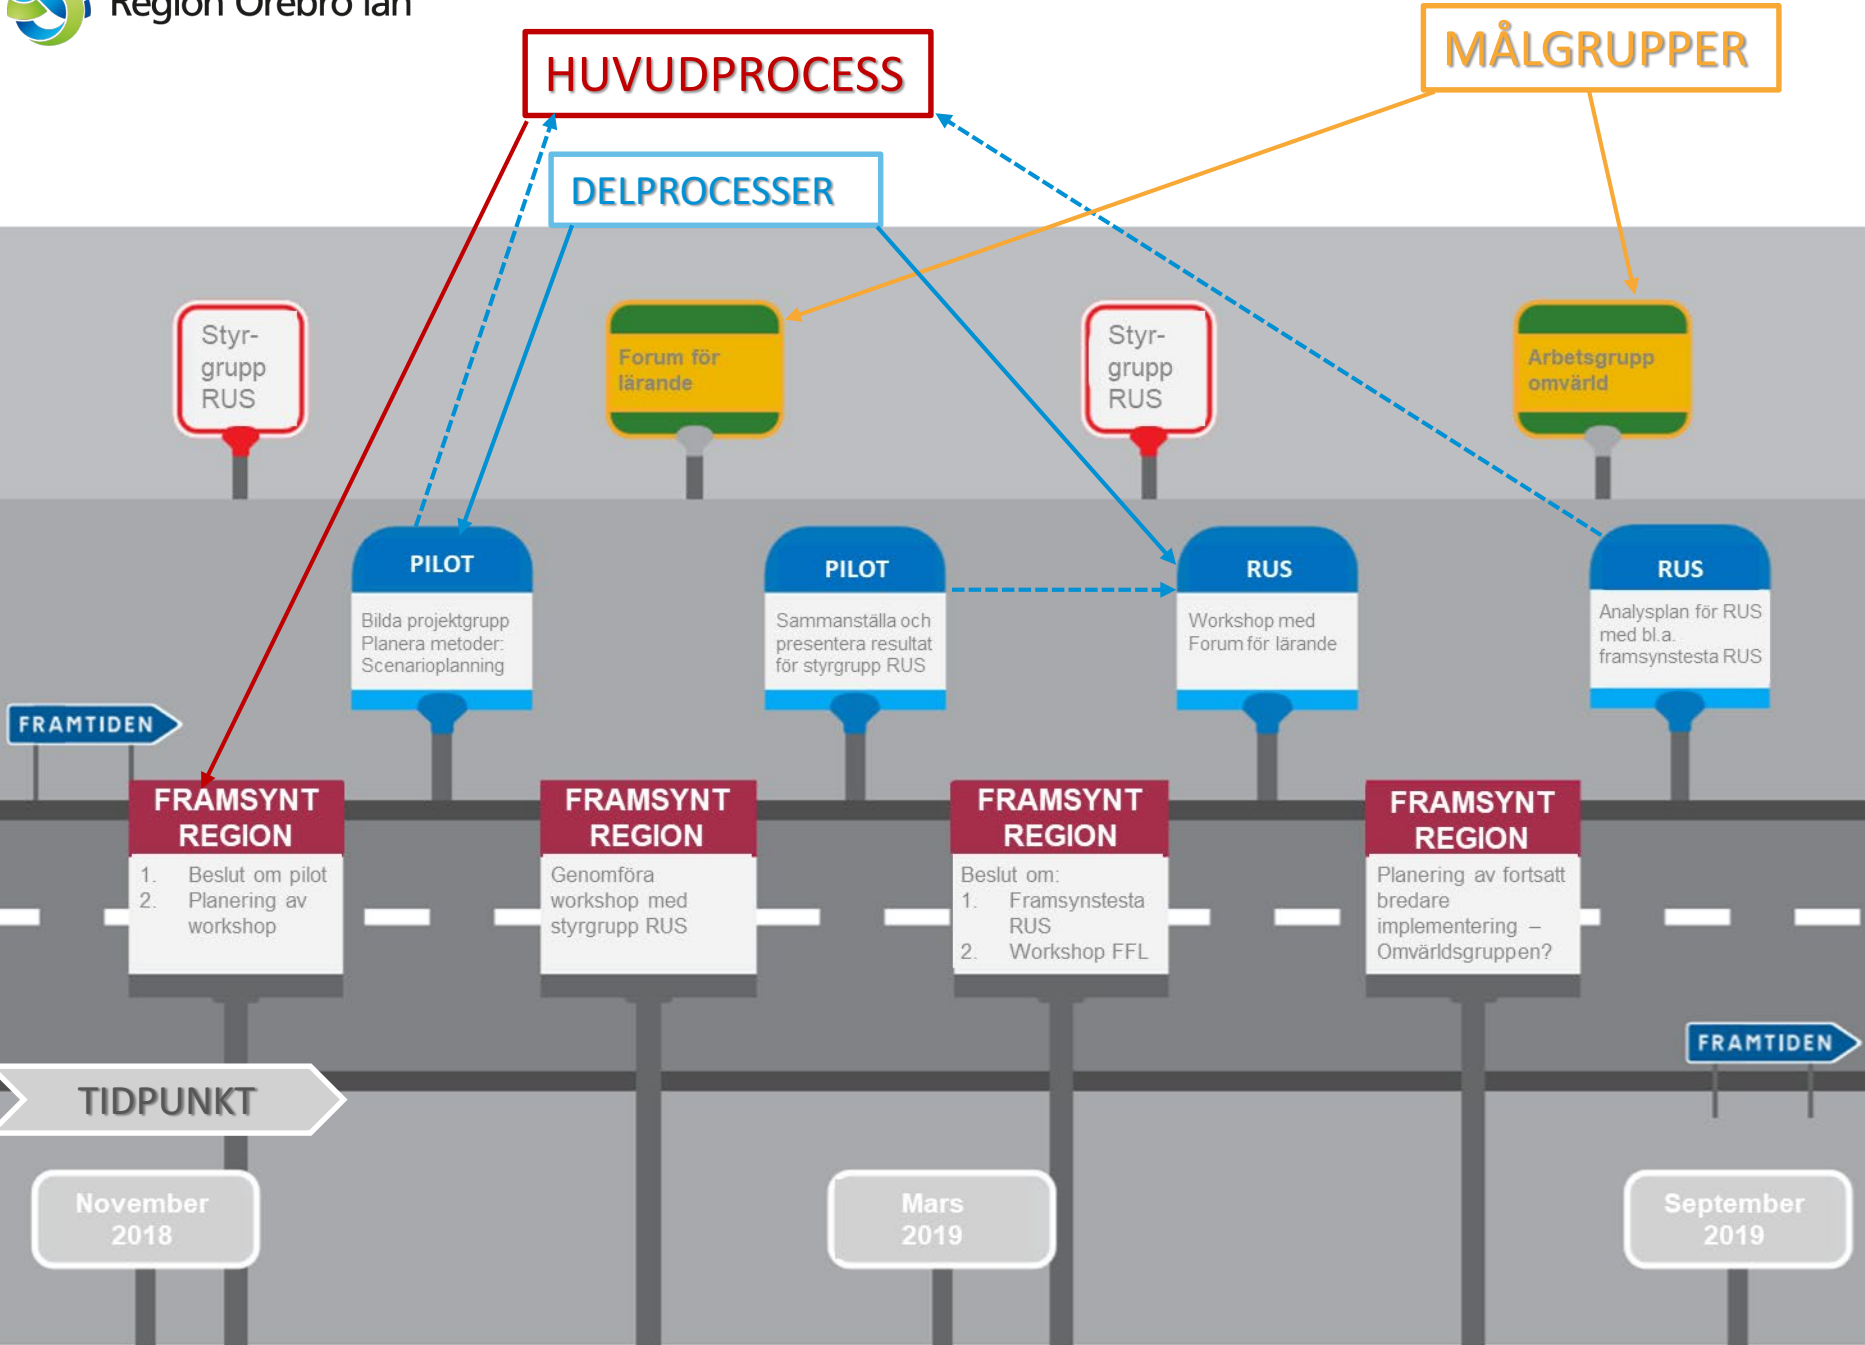 Region Örebro län
HUVUDPROCESS
MÅLGRUPPER
DELPROCESSER
Styr-
grupp
RUS
Forum för
lärande
Styr-
grupp
RUS
Arbetsgrupp
omvärld
PILOT
Bilda projektgrupp
Planera metoder:
Scenarioplanning
PILOT
Sammanställa och
presentera resultat
för styrgrupp RUS
RUS
Workshop med
Forum för lärande
RUS
Analysplan för RUS
med bl.a.
framsynstesta RUS
FRAMTIDEN
FRAMSYNT
REGION
1. Beslut om pilot
2. Planering av
workshop
FRAMSYNT
REGION
Genomföra
workshop med
styrgrupp RUS
FRAMSYNT
REGION
Beslut om:
1. Framsynstesta
RUS
2. Workshop FFL
FRAMSYNT
REGION
Planering av fortsatt
bredare
implementering –
Omvärldsgruppen?
FRAMTIDEN
TIDPUNKT
November
2018
Mars
2019
September
2019